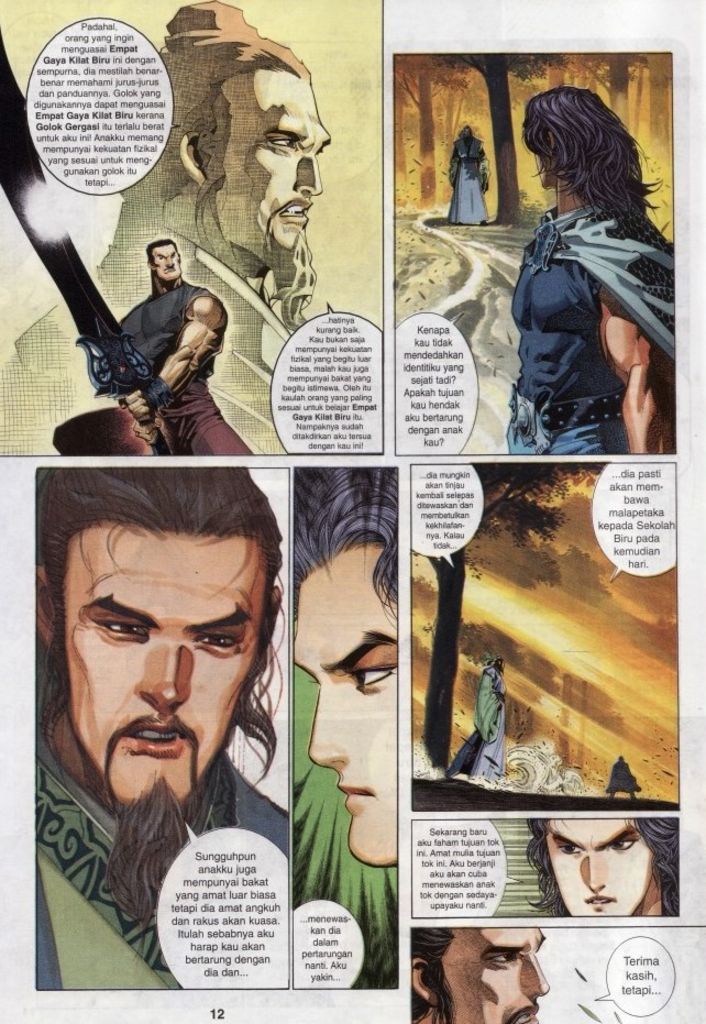 Padahal,
orang yang ingin
menguasai Empat
Gaya Kilat Biru ini dengan
sempurna, dia mestilah benar-
benar memahami jurus-jurus
dan panduannya. Golok yang
digunakannya dapat menguasai
Empat Gaya Kilat Biru kerana
Golok Gergasi itu terlalu berat
untuk aku ini! Anakku memang
mempunyai kekuatan fizikal
yang sesuai untuk meng-
gunakan golok itu
tetapi...
...hatinya
kurang baik.
Kau bukan saja
mempunyai kekuatan
fizikal yang begitu luar
biasa, malah kau juga
mempunyai bakat yang
begitu istimewa. Oleh itu
kaulah orang yang paling
sesuai untuk belajar Empat
Gaya Kilat Biru.
Nampaknya sudah
ditakdirkan aku tersua
dengan kau ini!
Kenapa
kau tidak
mendedahkan
identitiku yang
sejati tadi?
Apakah tujuan
kau hendak
aku bertarung
dengan anak
kau?
Sungguhpun
anakku juga
mempunyai bakat
yang amat luar biasa
tetapi dia amat angkuh
dan rakus akan kuasa.
Itulah sebabnya aku
harap kau akan
bertarung dengan
dia dan...
...menewas-
kan dia
dalam
pertarungan
nanti. Aku
yakin...
...dia mungkin
akan tinjau
kembali selepas
ditewaskan dan
membetulkan
kekhilafan-
nya. Kalau
tidak...
...dia pasti
akan mem-
bawa
malapetaka
kepada Sekolah
Biru pada
kemudian
hari.
Sekarang baru
aku faham tujuan tok
ini. Amat mulia tujuan
tok ini. Aku berjanji
aku akan cuba
menewaskan anak
tok dengan sedaya-
upayaku nanti.
Terima
kasih,
tetapi...
12